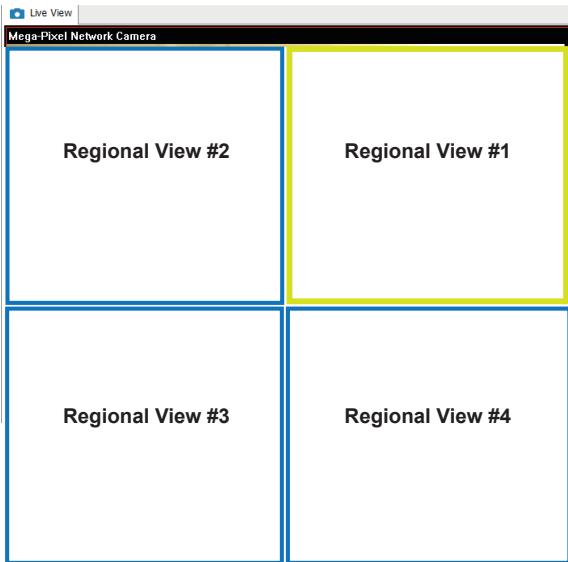 Live View
Mega-Pixel Network Camera
Regional View #2
Regional View #1
Regional View #3
Regional View #4